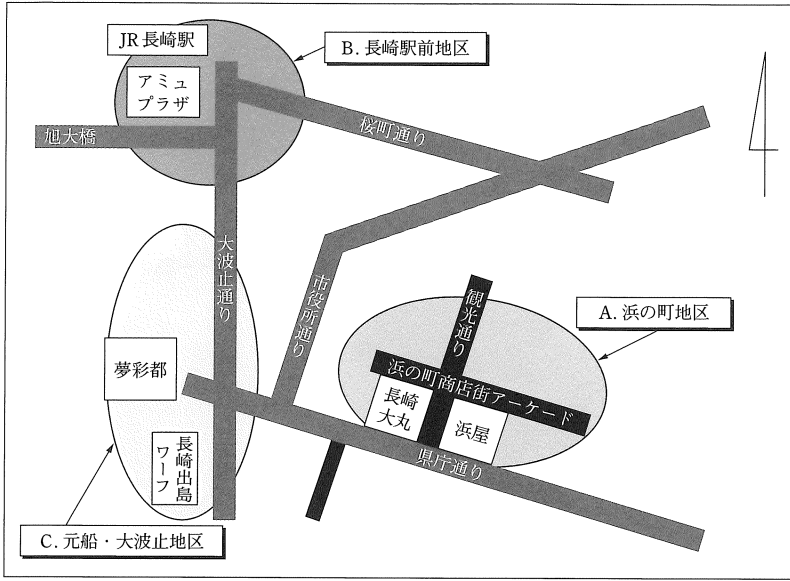 JR 長崎駅
B. 長崎駅前地区
アミュ
プラザ
旭大橋
桜町通り
大波止通り
市役所通り
観光通り
A. 浜の町地区
浜の町商店街アーケード
夢彩都
長崎
大丸
浜屋
県庁通り
長崎出島
ワーフ
C. 元船・大波止地区